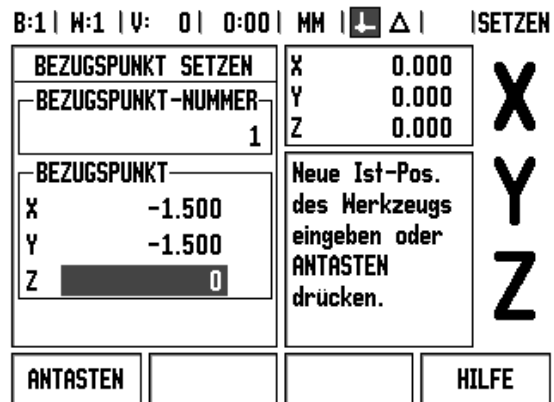 B:1 | W:1 | V: 0 | 0:00 | MM | Δ | | SETZEN
BEZUGSPUNKT SETZEN
BEZUGSPUNKT-NUMMER
1
BEZUGSPUNKT
X -1.500
Y -1.500
Z 0
X 0.000
Y 0.000
Z 0.000
Neue Ist-Pos.
des Werkzeugs
eingeben oder
ANTASTEN
drücken.
X
Y
Z
ANTASTEN
HILFE